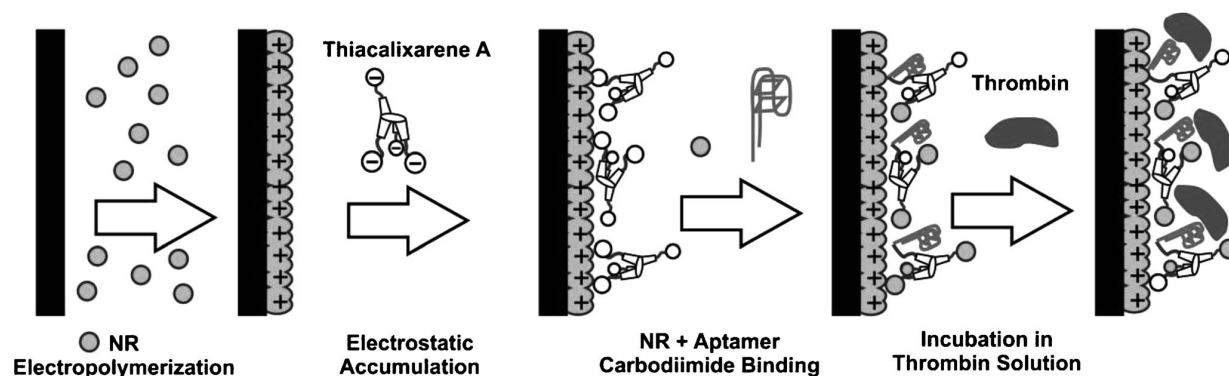 Thiacalixarene A
Thrombin
NR
Electropolymerization
Electrostatic
Accumulation
NR + Aptamer
Carbodiimide Binding
Incubation in
Thrombin Solution